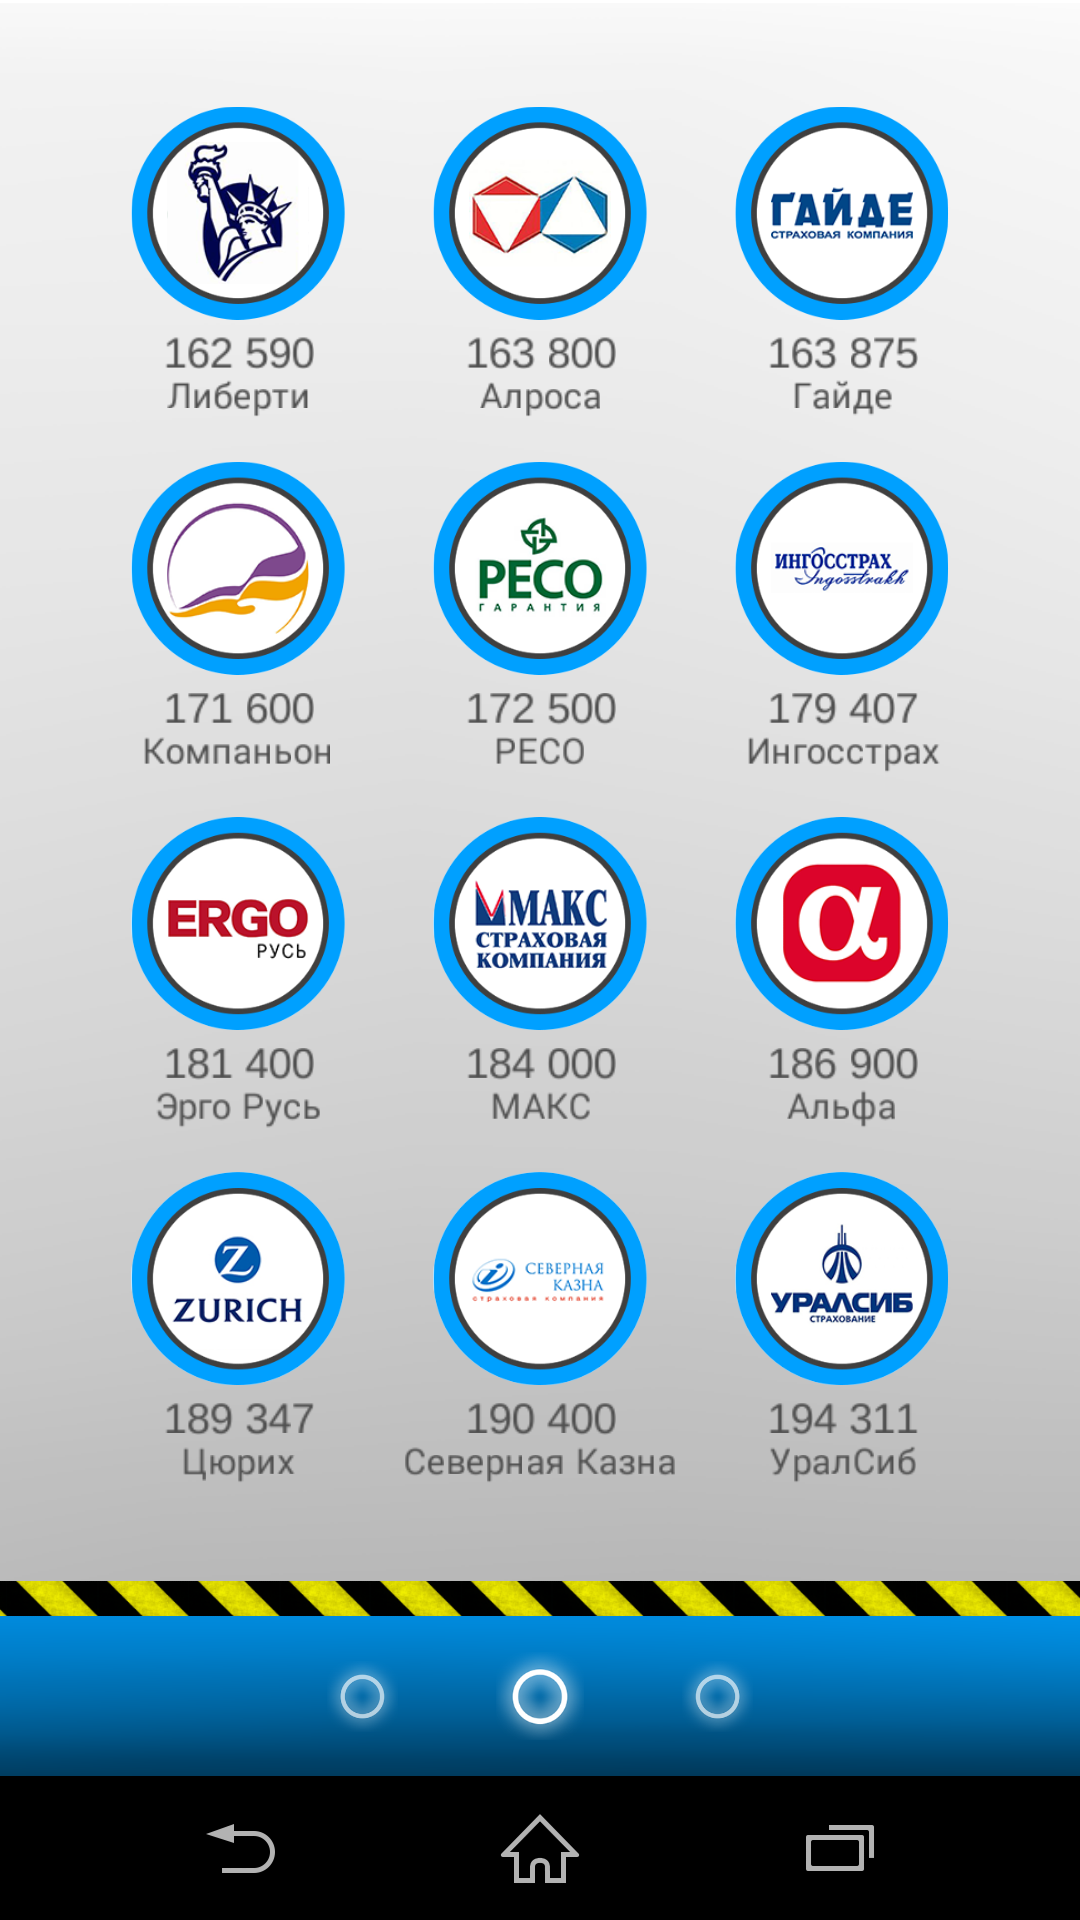 ГАЙДЕ
СТРАХОВАЯ КОМПАНИЯ
162 590
163 800
163 875
Либерти
Алроса
Гайде
РЕСО
ГАРАНТИЯ
ИНГОССТРАХ
Ingosstrakh
171 600
172 500
179 407
Компаньон
РЕСО
Ингосстрах
ERGO
РУСЬ
МАКС
СТРАХОВАЯ
КОМПАНИЯ
α
181 400
184 000
186 900
Эрго Русь
МАКС
Альфа
Z
ZURICH
i
СЕВЕРНАЯ
КАЗНА
страховая компания
УРАЛСИБ
СТРАХОВАНИЕ
189 347
190 400
194 311
Цюрих
Северная Казна
УралСиб